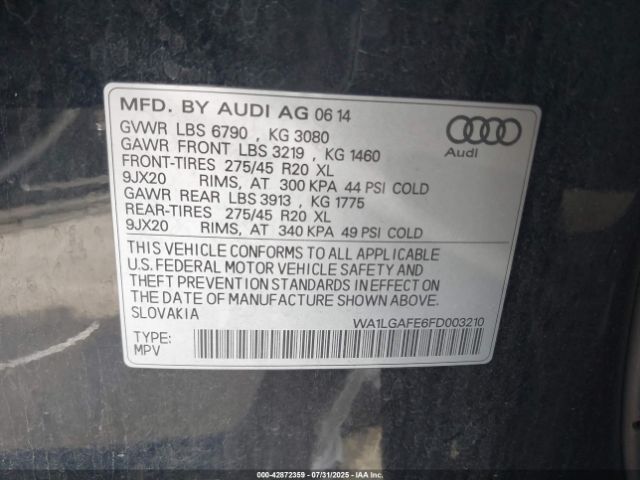 MFD. BY AUDI AG 06 14
GVWR LBS 6790 , KG 3080
GAWR FRONT LBS 3219 , KG 1460
FRONT-TIRES 275/45 R20 XL
9JX20 RIMS, AT 300 KPA 44 PSI COLD
GAWR REAR LBS 3913 , KG 1775
REAR-TIRES 275/45 R20 XL
9JX20 RIMS, AT 340 KPA 49 PSI COLD
Audi
THIS VEHICLE CONFORMS TO ALL APPLICABLE
U.S. FEDERAL MOTOR VEHICLE SAFETY AND
THEFT PREVENTION STANDARDS IN EFFECT ON
THE DATE OF MANUFACTURE SHOWN ABOVE.
SLOVAKIA
WA1LGAFE6FD003210
TYPE:
MPV
000-42872359 - 07/31/2025 - IAAI.com